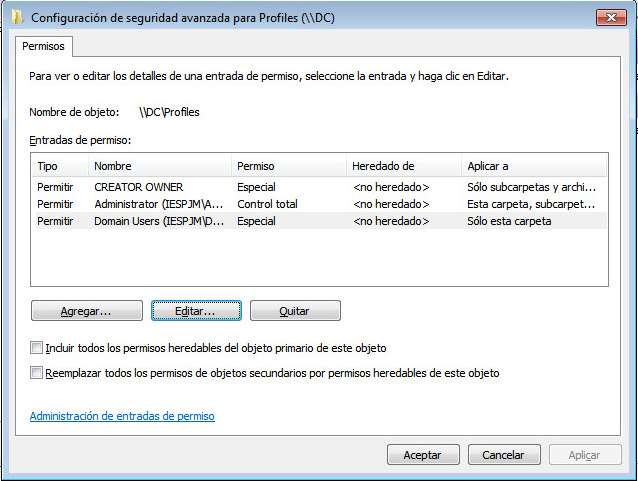 Configuración de seguridad avanzada para Profiles (\\DC)
Permisos
Para ver o editar los detalles de una entrada de permiso, seleccione la entrada y haga clic en Editar.
Nombre de objeto: \\DC\Profiles
Entradas de permiso:
Tipo Nombre Permiso Heredado de Aplicar a
Permitir CREATOR OWNER Especial <no heredado> Sólo subcarpetas y archi...
Permitir Administrator (IESPJM\A... Control total <no heredado> Esta carpeta, subcarpet...
Permitir Domain Users (IESPJM\D... Especial <no heredado> Sólo esta carpeta
Agregar... Editar... Quitar
Incluir todos los permisos heredables del objeto primario de este objeto
Reemplazar todos los permisos de objetos secundarios por permisos heredables de este objeto
Administración de entradas de permiso
Aceptar Cancelar Aplicar